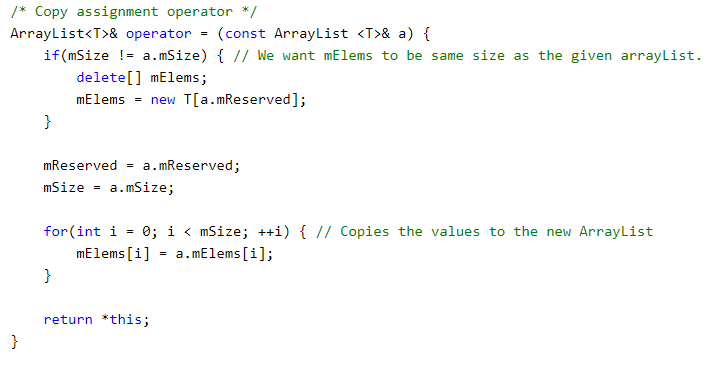 /* Copy assignment operator */
ArrayList<T>& operator = (const ArrayList <T>& a) {
    if(mSize != a.mSize) { // We want mElems to be same size as the given arrayList.
        delete[] mElems;
        mElems = new T[a.mReserved];
    }

    mReserved = a.mReserved;
    mSize = a.mSize;

    for(int i = 0; i < mSize; ++i) { // Copies the values to the new ArrayList
        mElems[i] = a.mElems[i];
    }

    return *this;
}